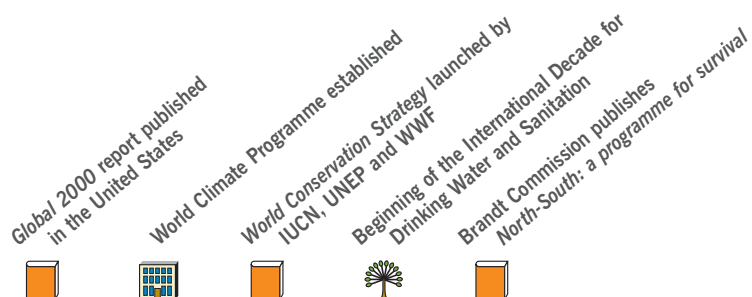 Global 2000 report published
in the United States
World Climate Programme established
World Conservation Strategy launched by
IUCN, UNEP and WWF
Beginning of the International Decade for
Drinking Water and Sanitation
Brandt Commission publishes
North-South: a programme for survival